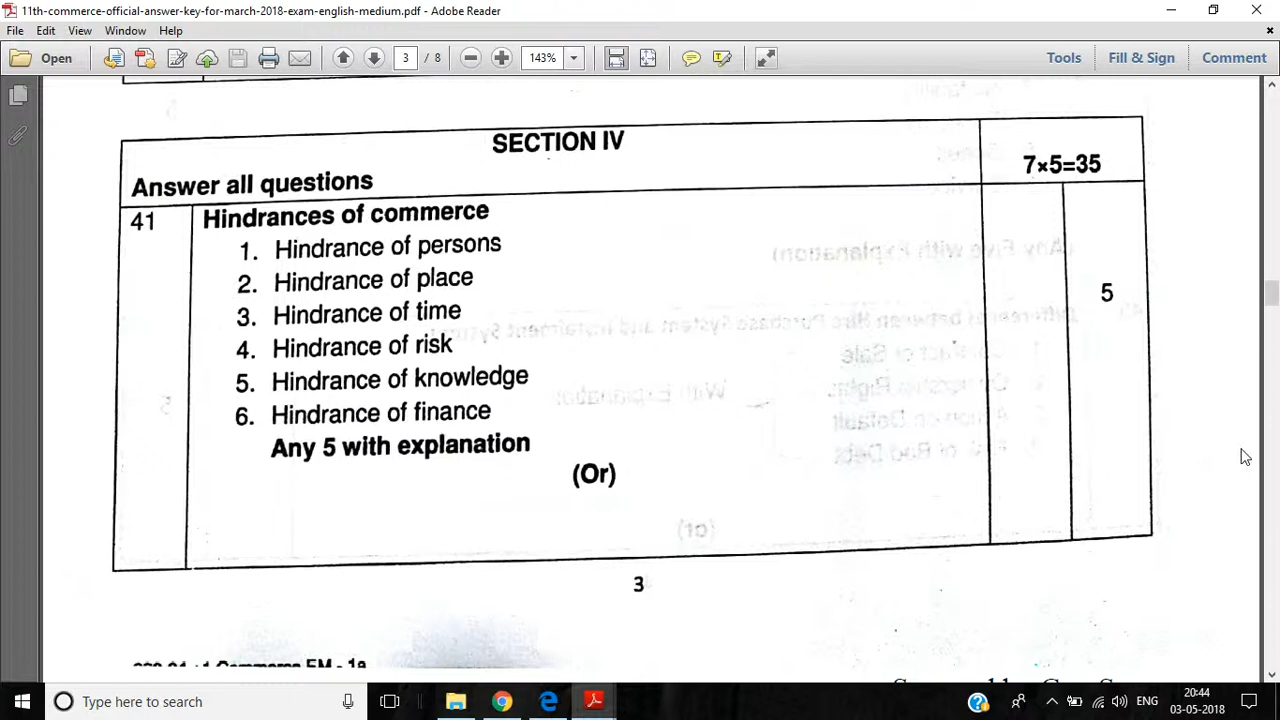 11th-commerce-official-answer-key-for-march-2018-exam-english-medium.pdf - Adobe Reader
File Edit View Window Help
Open 3 / 8 143% Tools Fill & Sign Comment
SECTION IV
Answer all questions 7×5=35
41 Hindrances of commerce
1. Hindrance of persons
2. Hindrance of place
3. Hindrance of time
4. Hindrance of risk
5. Hindrance of knowledge
6. Hindrance of finance
5
Any 5 with explanation
(Or)
3
Type here to search
ENG
20:44
03-05-2018